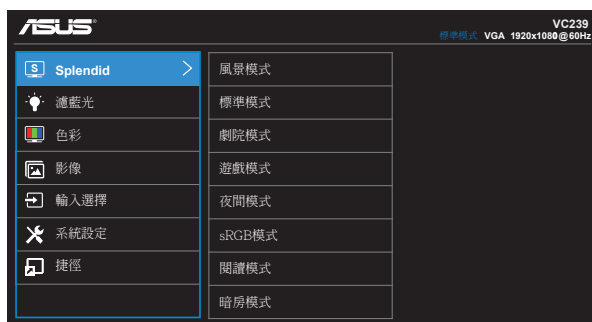 ASUS
VC239
標準模式 VGA 1920x1080@60Hz
S Splendid
濾藍光
色彩
影像
輸入選擇
系統設定
捷徑
風景模式
標準模式
劇院模式
遊戲模式
夜間模式
sRGB模式
閱讀模式
暗房模式